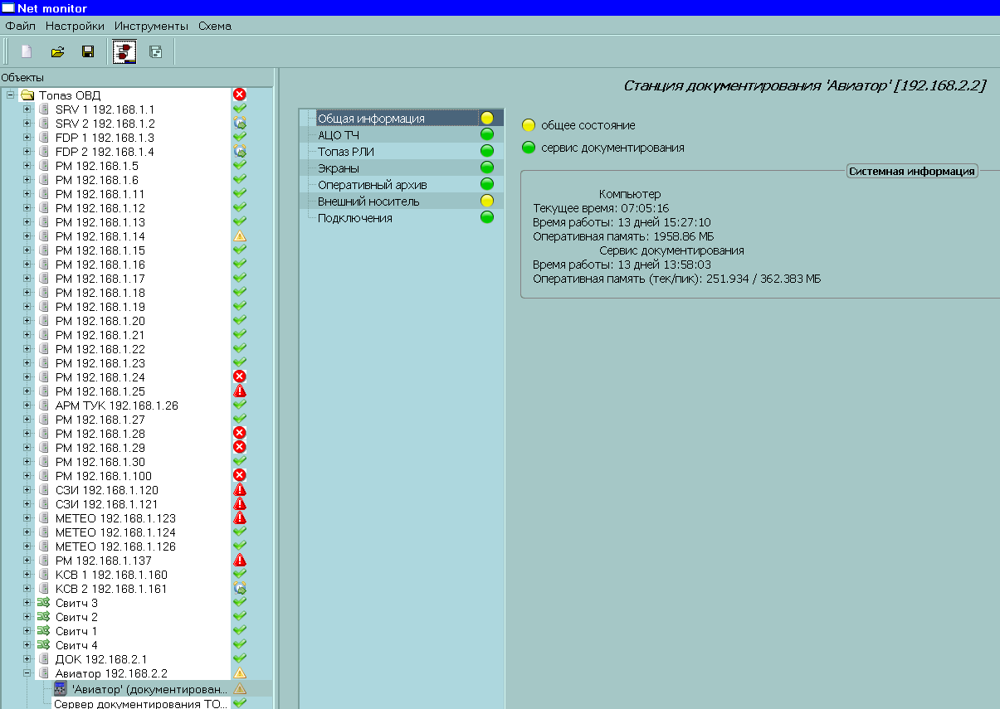 Net monitor
Файл Настройки Инструменты Схема
Объекты
Топаз ОВД
SRV 1 192.168.1.1
SRV 2 192.168.1.2
FDP 1 192.168.1.3
FDP 2 192.168.1.4
РМ 192.168.1.5
РМ 192.168.1.6
РМ 192.168.1.11
РМ 192.168.1.12
РМ 192.168.1.13
РМ 192.168.1.14
РМ 192.168.1.15
РМ 192.168.1.16
РМ 192.168.1.17
РМ 192.168.1.18
РМ 192.168.1.19
РМ 192.168.1.20
РМ 192.168.1.21
РМ 192.168.1.22
РМ 192.168.1.23
РМ 192.168.1.24
РМ 192.168.1.25
АРМ ТУК 192.168.1.26
РМ 192.168.1.27
РМ 192.168.1.28
РМ 192.168.1.29
РМ 192.168.1.30
РМ 192.168.1.100
СЗИ 192.168.1.120
СЗИ 192.168.1.121
МЕТЕО 192.168.1.123
МЕТЕО 192.168.1.124
МЕТЕО 192.168.1.126
РМ 192.168.1.137
КСВ 1 192.168.1.160
КСВ 2 192.168.1.161
Свитч 3
Свитч 2
Свитч 1
Свитч 4
ДОК 192.168.2.1
Авиатор 192.168.2.2
'Авиатор' (документирован...
Сервер документирования ТО...
Общая информация
АЦО ТЧ
Топаз РЛИ
Экраны
Оперативный архив
Внешний носитель
Подключения
Станция документирования 'Авиатор' [192.168.2.2]
общее состояние
сервис документирования
Системная информация
Компьютер
Текущее время: 07:05:16
Время работы: 13 дней 15:27:10
Оперативная память: 1958.86 МБ
Сервис документирования
Время работы: 13 дней 13:58:03
Оперативная память (тек/пик): 251.934 / 362.383 МБ